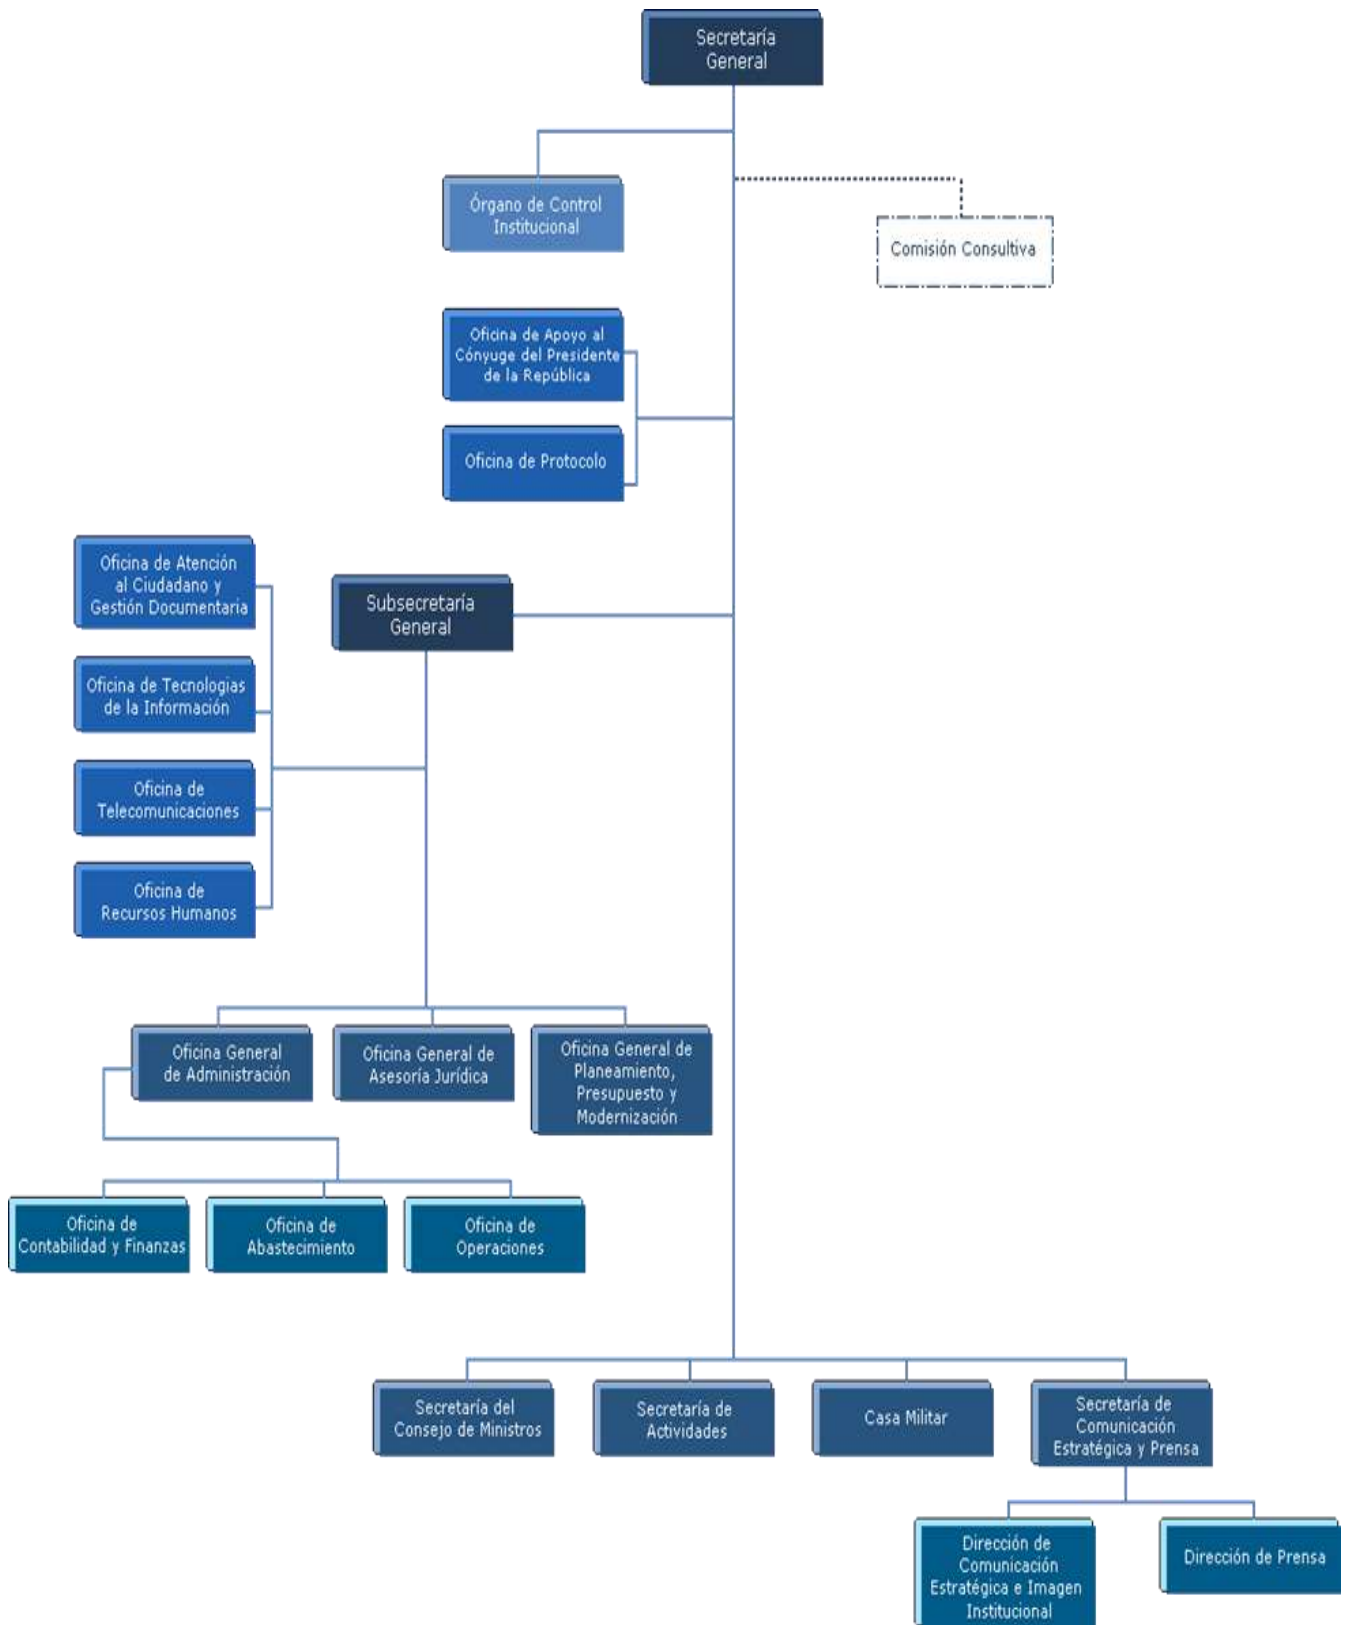 Secretaría
General
Órgano de Control
Institucional
Comisión Consultiva
Oficina de Apoyo al
Cónyuge del Presidente
de la República
Oficina de Protocolo
Oficina de Atención
al Ciudadano y
Gestión Documentaria
Subsecretaría
General
Oficina de Tecnologias
de la Información
Oficina de
Telecomunicaciones
Oficina de
Recursos Humanos
Oficina General
de Administración
Oficina General de
Asesoría Jurídica
Oficina General de
Planeamiento,
Presupuesto y
Modernización
Oficina de
Contabilidad y Finanzas
Oficina de
Abastecimiento
Oficina de
Operaciones
Secretaría del
Consejo de Ministros
Secretaría de
Actividades
Casa Militar
Secretaría de
Comunicación
Estratégica y Prensa
Dirección de
Comunicación
Estratégica e Imagen
Institucional
Dirección de Prensa